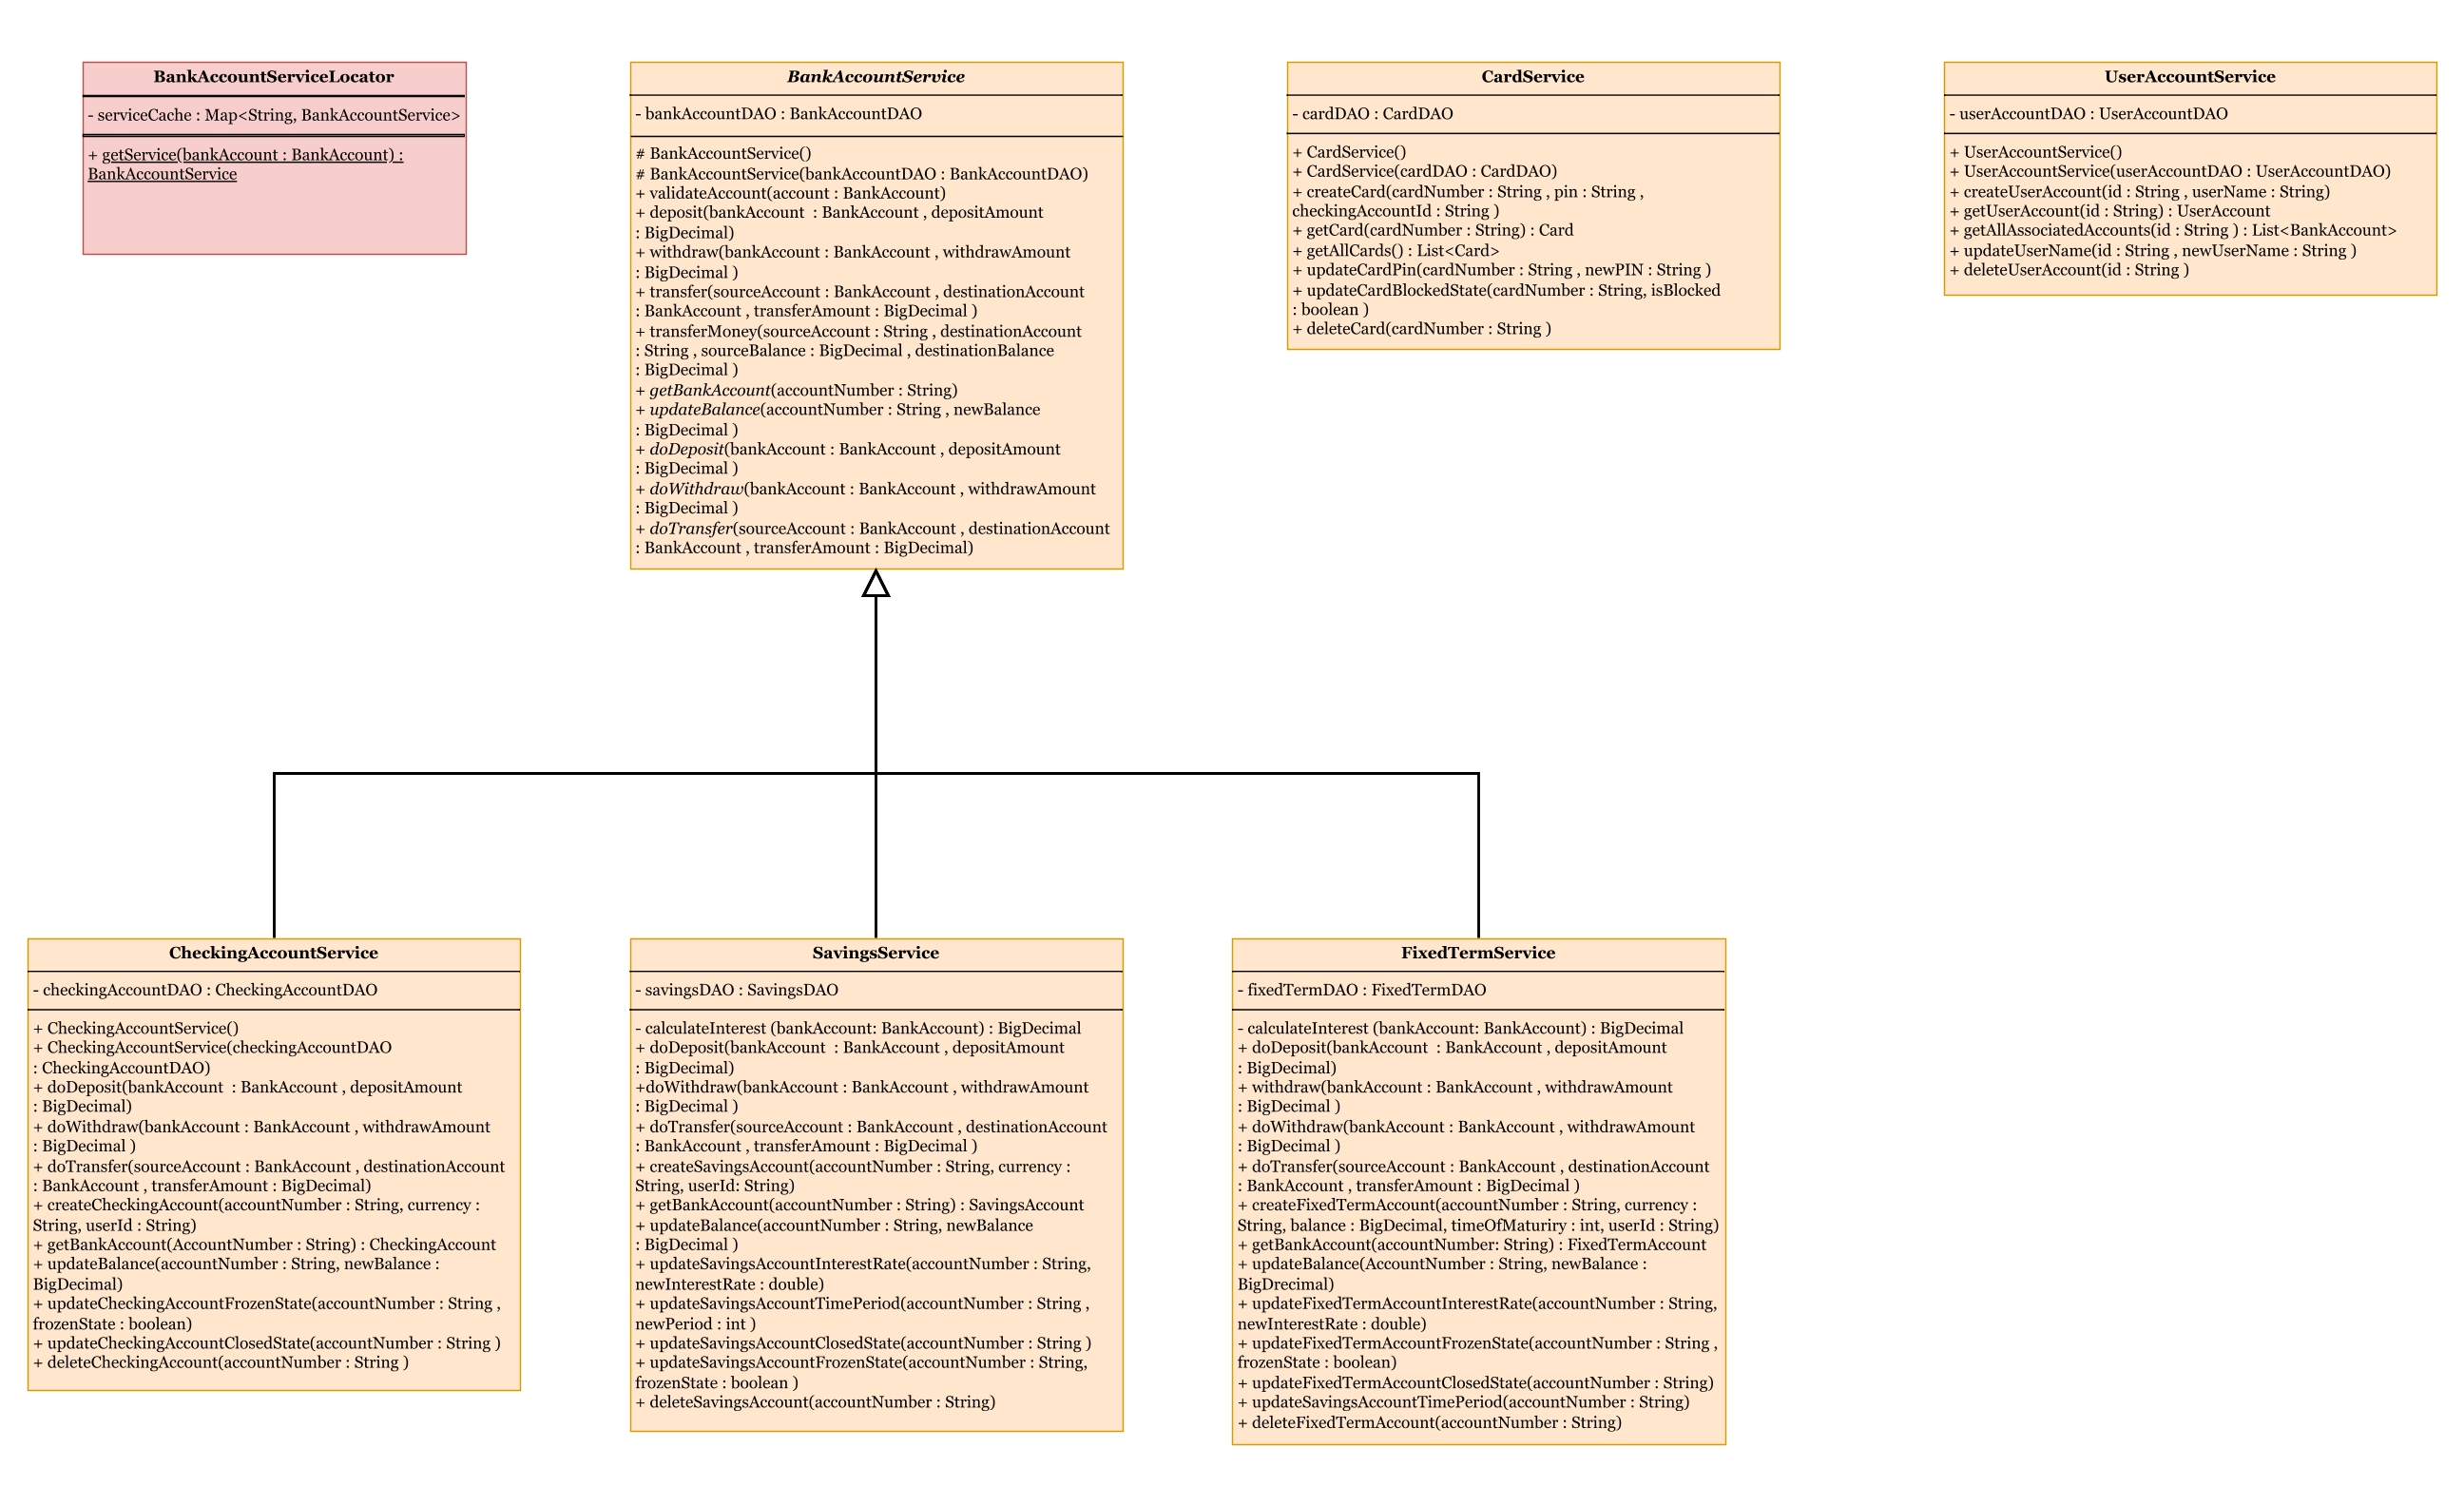 BankAccountServiceLocator
- serviceCache : Map<String, BankAccountService>
+ getService(bankAccount : BankAccount) :
BankAccountService
BankAccountService
- bankAccountDAO : BankAccountDAO
# BankAccountService()
# BankAccountService(bankAccountDAO : BankAccountDAO)
+ validateAccount(account : BankAccount)
+ deposit(bankAccount  : BankAccount , depositAmount
: BigDecimal)
+ withdraw(bankAccount : BankAccount , withdrawAmount
: BigDecimal )
+ transfer(sourceAccount : BankAccount , destinationAccount
: BankAccount , transferAmount : BigDecimal )
+ transferMoney(sourceAccount : String , destinationAccount
: String , sourceBalance : BigDecimal , destinationBalance
: BigDecimal )
+ getBankAccount(accountNumber : String)
+ updateBalance(accountNumber : String , newBalance
: BigDecimal )
+ doDeposit(bankAccount : BankAccount , depositAmount
: BigDecimal )
+ doWithdraw(bankAccount : BankAccount , withdrawAmount
: BigDecimal )
+ doTransfer(sourceAccount : BankAccount , destinationAccount
: BankAccount , transferAmount : BigDecimal)
CardService
- cardDAO : CardDAO
+ CardService()
+ CardService(cardDAO : CardDAO)
+ createCard(cardNumber : String , pin : String ,
checkingAccountId : String )
+ getCard(cardNumber : String) : Card
+ getAllCards() : List<Card>
+ updateCardPin(cardNumber : String , newPIN : String )
+ updateCardBlockedState(cardNumber : String, isBlocked
: boolean )
+ deleteCard(cardNumber : String )
UserAccountService
- userAccountDAO : UserAccountDAO
+ UserAccountService()
+ UserAccountService(userAccountDAO : UserAccountDAO)
+ createUserAccount(id : String , userName : String)
+ getUserAccount(id : String) : UserAccount
+ getAllAssociatedAccounts(id : String ) : List<BankAccount>
+ updateUserName(id : String , newUserName : String )
+ deleteUserAccount(id : String )
CheckingAccountService
- checkingAccountDAO : CheckingAccountDAO
+ CheckingAccountService()
+ CheckingAccountService(checkingAccountDAO
: CheckingAccountDAO)
+ doDeposit(bankAccount  : BankAccount , depositAmount
: BigDecimal)
+ doWithdraw(bankAccount : BankAccount , withdrawAmount
: BigDecimal )
+ doTransfer(sourceAccount : BankAccount , destinationAccount
: BankAccount , transferAmount : BigDecimal)
+ createCheckingAccount(accountNumber : String, currency :
String, userId : String)
+ getBankAccount(AccountNumber : String) : CheckingAccount
+ updateBalance(accountNumber : String, newBalance :
BigDecimal)
+ updateCheckingAccountFrozenState(accountNumber : String ,
frozenState : boolean)
+ updateCheckingAccountClosedState(accountNumber : String )
+ deleteCheckingAccount(accountNumber : String )
SavingsService
- savingsDAO : SavingsDAO
- calculateInterest (bankAccount: BankAccount) : BigDecimal
+ doDeposit(bankAccount  : BankAccount , depositAmount
: BigDecimal)
+doWithdraw(bankAccount : BankAccount , withdrawAmount
: BigDecimal )
+ doTransfer(sourceAccount : BankAccount , destinationAccount
: BankAccount , transferAmount : BigDecimal )
+ createSavingsAccount(accountNumber : String, currency :
String, userId: String)
+ getBankAccount(accountNumber : String) : SavingsAccount
+ updateBalance(accountNumber : String, newBalance
: BigDecimal )
+ updateSavingsAccountInterestRate(accountNumber : String,
newInterestRate : double)
+ updateSavingsAccountTimePeriod(accountNumber : String ,
newPeriod : int )
+ updateSavingsAccountClosedState(accountNumber : String )
+ updateSavingsAccountFrozenState(accountNumber : String,
frozenState : boolean )
+ deleteSavingsAccount(accountNumber : String)
FixedTermService
- fixedTermDAO : FixedTermDAO
- calculateInterest (bankAccount: BankAccount) : BigDecimal
+ doDeposit(bankAccount  : BankAccount , depositAmount
: BigDecimal)
+ withdraw(bankAccount : BankAccount , withdrawAmount
: BigDecimal )
+ doWithdraw(bankAccount : BankAccount , withdrawAmount
: BigDecimal )
+ doTransfer(sourceAccount : BankAccount , destinationAccount
: BankAccount , transferAmount : BigDecimal )
+ createFixedTermAccount(accountNumber : String, currency :
String, balance : BigDecimal, timeOfMaturiry : int, userId : String)
+ getBankAccount(accountNumber: String) : FixedTermAccount
+ updateBalance(AccountNumber : String, newBalance :
BigDrecimal)
+ updateFixedTermAccountInterestRate(accountNumber : String,
newInterestRate : double)
+ updateFixedTermAccountFrozenState(accountNumber : String ,
frozenState : boolean)
+ updateFixedTermAccountClosedState(accountNumber : String)
+ updateSavingsAccountTimePeriod(accountNumber : String)
+ deleteFixedTermAccount(accountNumber : String)